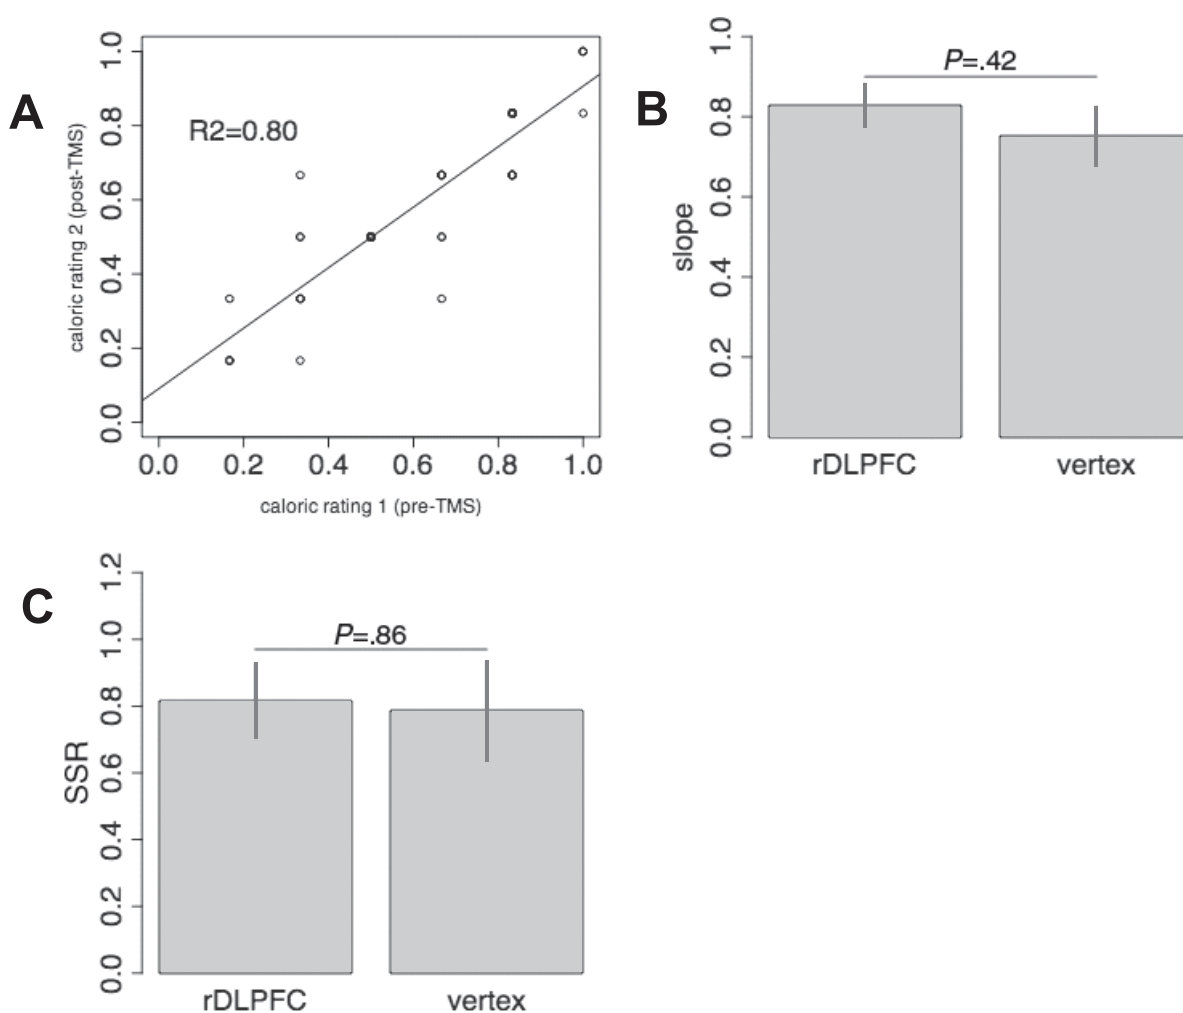 A
caloric rating 2 (post-TMS)
0.0 0.2 0.4 0.6 0.8 1.0
R2=0.80
0.0 0.2 0.4 0.6 0.8 1.0
caloric rating 1 (pre-TMS)
B
slope
0.0 0.2 0.4 0.6 0.8 1.0
P=.42
rDLPFC vertex
C
SSR
0.0 0.2 0.4 0.6 0.8 1.0 1.2
P=.86
rDLPFC vertex